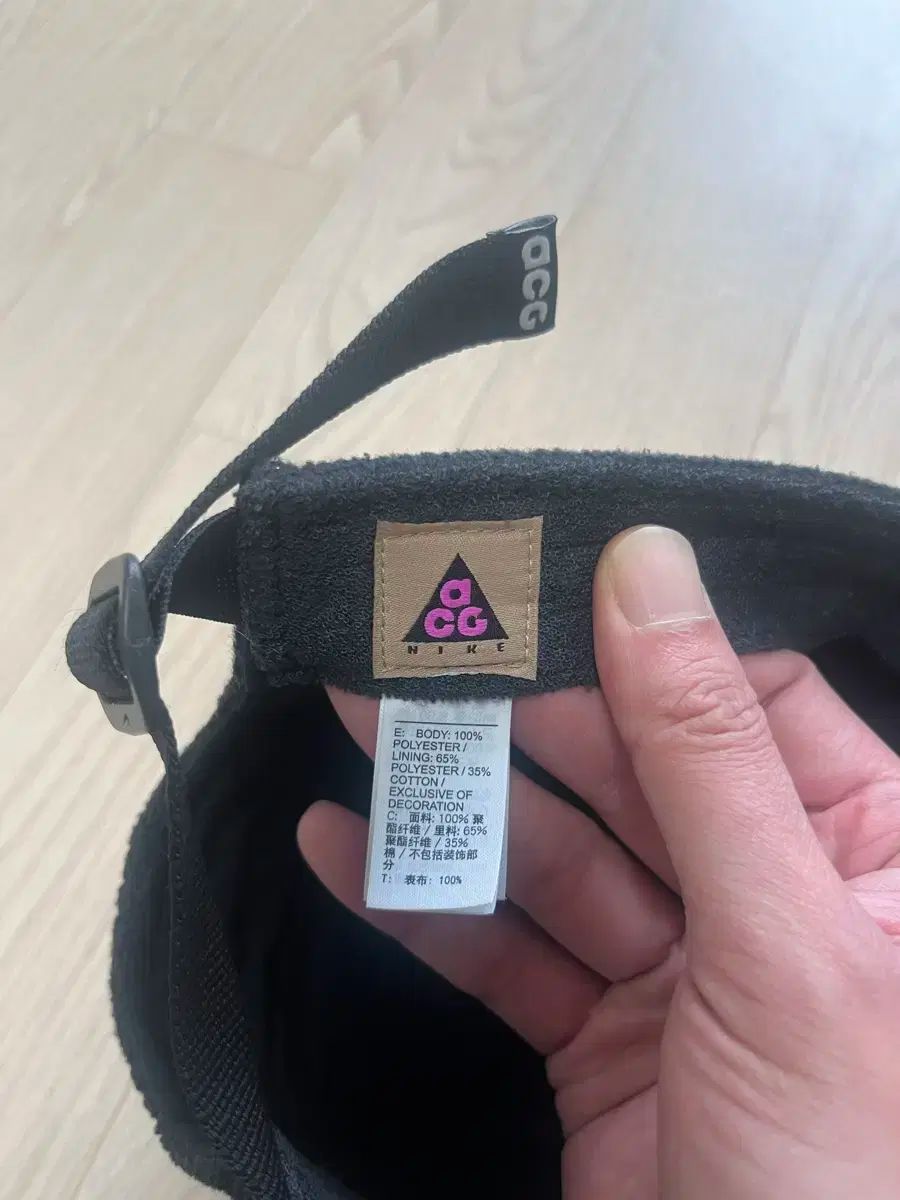 aCG
a
CG
NIKE
E: BODY: 100%
POLYESTER /
LINING: 65%
POLYESTER / 35%
COTTON /
EXCLUSIVE OF
DECORATION
C: 面料: 100% 聚
酯纤维 / 里料: 65%
聚酯纤维 / 35%
棉 / 不包括装饰部
分
T: 表布: 100%